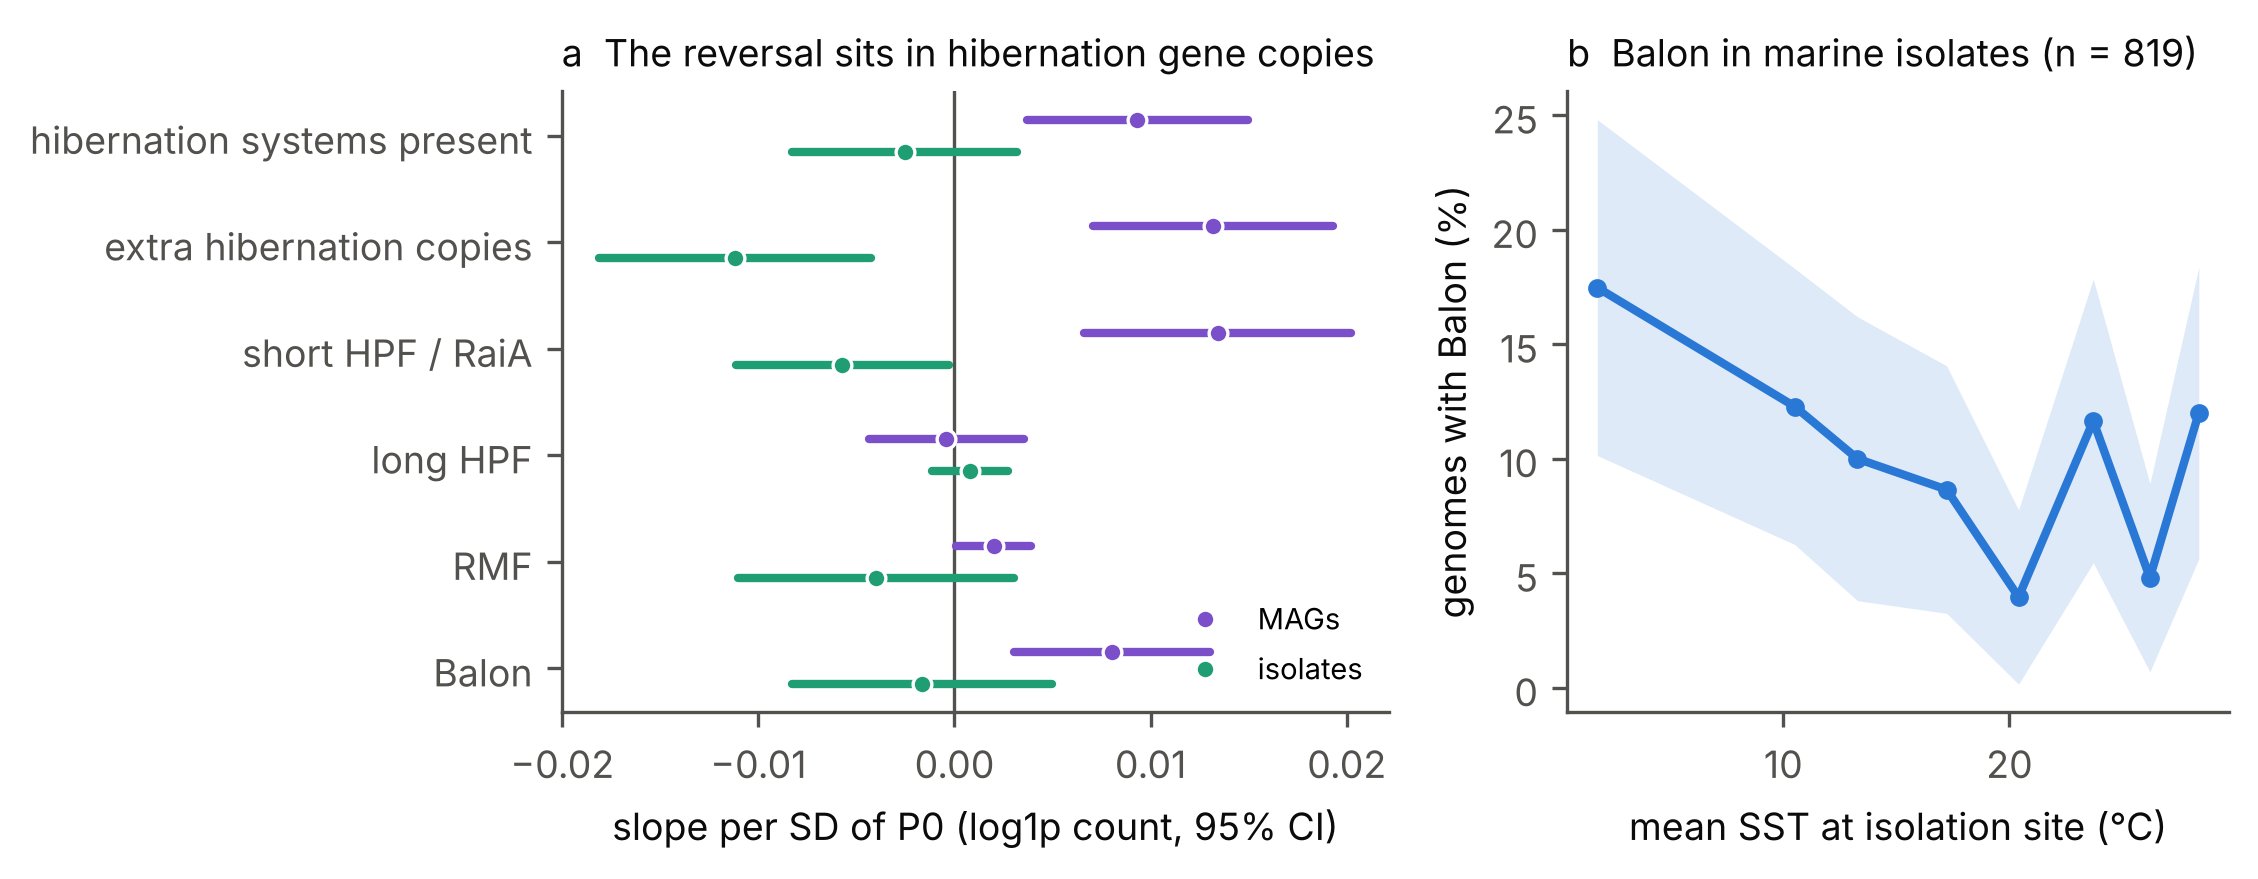 a The reversal sits in hibernation gene copies
hibernation systems present
extra hibernation copies
short HPF / RaiA
long HPF
RMF
Balon
MAGs
isolates
−0.02 −0.01 0.00 0.01 0.02
slope per SD of P0 (log1p count, 95% CI)
b Balon in marine isolates (n = 819)
genomes with Balon (%)
25
20
15
10
5
0
10 20
mean SST at isolation site (°C)